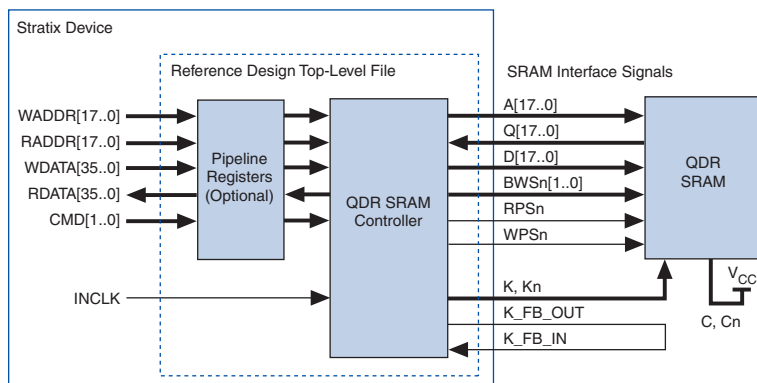 Stratix Device
Reference Design Top-Level File
SRAM Interface Signals
WADDR[17..0]
RADDR[17..0]
WDATA[35..0]
RDATA[35..0]
CMD[1..0]
INCLK
Pipeline
Registers
(Optional)
QDR SRAM
Controller
A[17..0]
Q[17..0]
D[17..0]
BWSn[1..0]
RPSn
WPSn
K, Kn
K_FB_OUT
K_FB_IN
QDR
SRAM
VCC
C, Cn